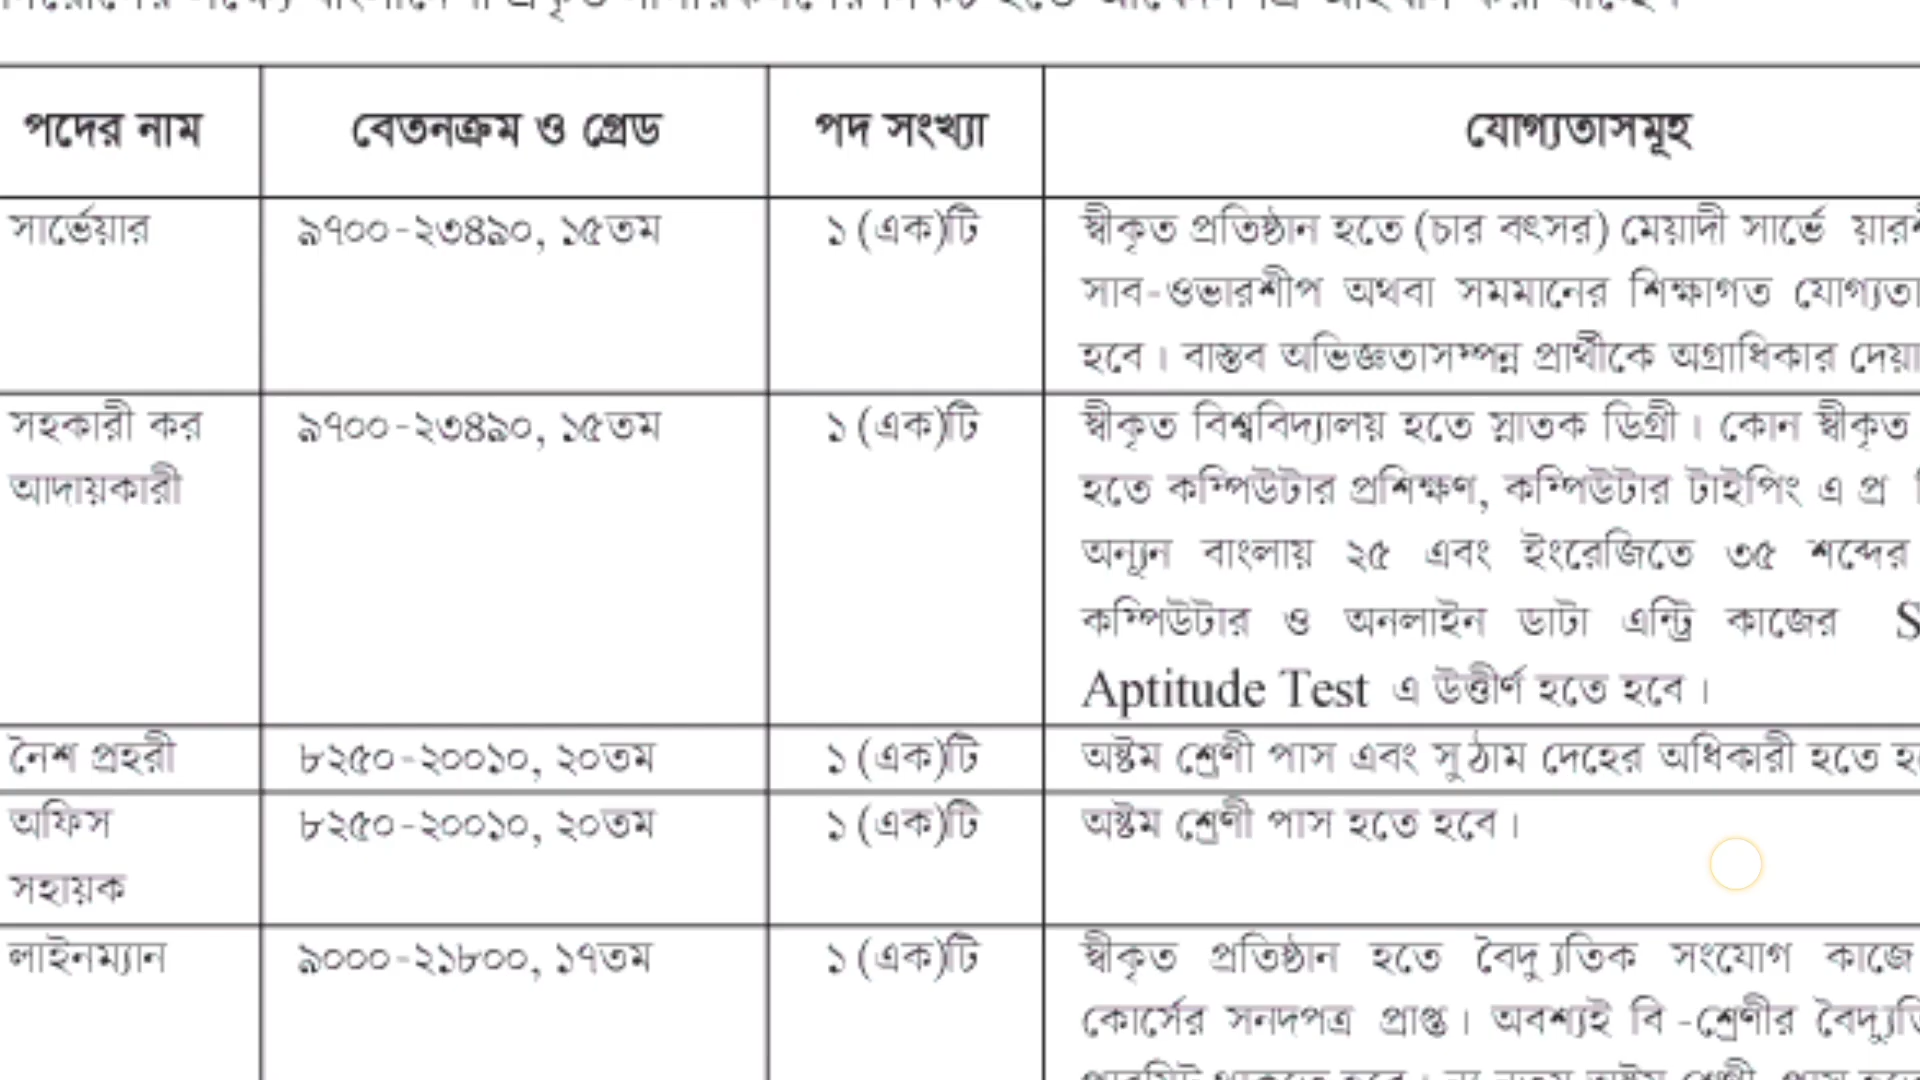 পদের নাম বেতনক্রম ও গ্রেড পদ সংখ্যা যোগ্যতাসমূহ
সার্ভেয়ার ৯৭০০-২৩৪৯০, ১৫তম ১ (এক)টি স্বীকৃত প্রতিষ্ঠান হতে (চার বৎসর) মেয়াদী সার্ভে
সাব-ওভারশীপ অথবা সমমানের শিক্ষাগত যোগ্যতা
হবে। বাস্তব অভিজ্ঞতাসম্পন্ন প্রার্থীকে অগ্রাধিকার দেয়া
সহকারী কর ৯৭০০-২৩৪৯০, ১৫তম ১ (এক)টি স্বীকৃত বিশ্ববিদ্যালয় হতে স্নাতক ডিগ্রী। কোন স্বীকৃত
আদায়কারী হতে কম্পিউটার প্রশিক্ষণ, কম্পিউটার টাইপিং এ প্র
অন্যূন বাংলায় ২৫ এবং ইংরেজিতে ৩৫ শব্দের
কম্পিউটার ও অনলাইন ডাটা এন্ট্রি কাজের S
Aptitude Test এ উত্তীর্ণ হতে হবে।
নৈশ প্রহরী ৮২৫০-২০০১০, ২০তম ১ (এক)টি অষ্টম শ্রেণী পাস এবং সুঠাম দেহের অধিকারী হতে
অফিস ৮২৫০-২০০১০, ২০তম ১ (এক)টি অষ্টম শ্রেণী পাস হতে হবে।
সহায়ক
লাইনম্যান ৯০০০-২১৮০০, ১৭তম ১ (এক)টি স্বীকৃত প্রতিষ্ঠান হতে বৈদ্যুতিক সংযোগ কাজে
কোর্সের সনদপত্র প্রাপ্ত। অবশ্যই বি -শ্রেণীর